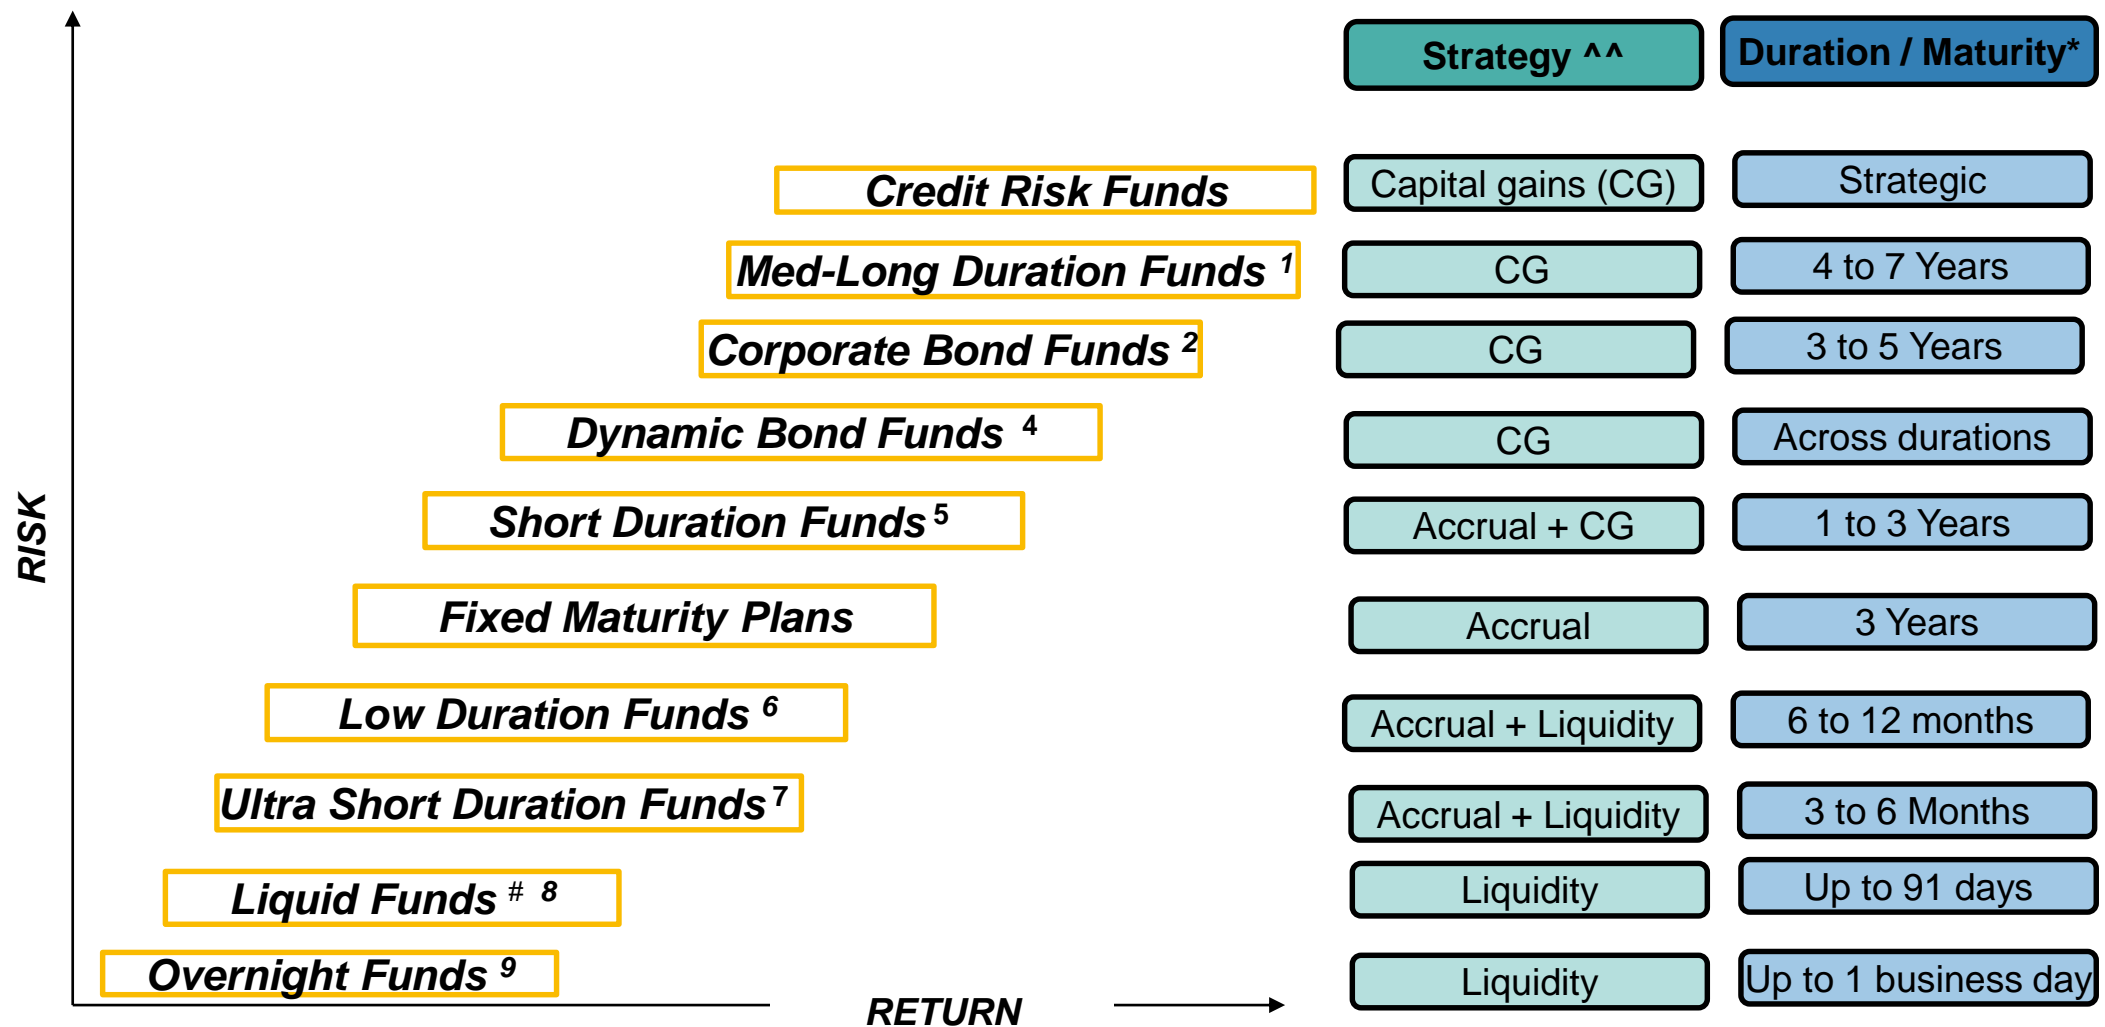 Strategy ^^ Duration / Maturity*
Credit Risk Funds Capital gains (CG) Strategic
Med-Long Duration Funds 1 CG 4 to 7 Years
Corporate Bond Funds 2 CG 3 to 5 Years
Dynamic Bond Funds 4 CG Across durations
Short Duration Funds 5 Accrual + CG 1 to 3 Years
Fixed Maturity Plans Accrual 3 Years
Low Duration Funds 6 Accrual + Liquidity 6 to 12 months
Ultra Short Duration Funds 7 Accrual + Liquidity 3 to 6 Months
Liquid Funds # 8 Liquidity Up to 91 days
Overnight Funds 9 Liquidity Up to 1 business day
RISK
RETURN